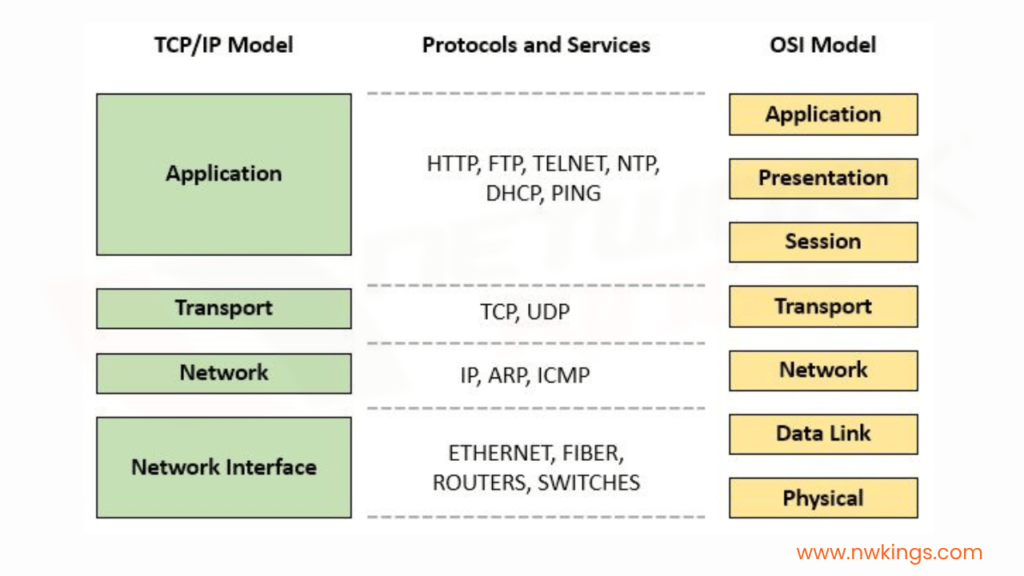 TCP/IP Model
Protocols and Services
OSI Model
Application
HTTP, FTP, TELNET, NTP,
DHCP, PING
Application
Presentation
Session
Transport
TCP, UDP
Transport
Network
IP, ARP, ICMP
Network
Network Interface
ETHERNET, FIBER,
ROUTERS, SWITCHES
Data Link
Physical
www.nwkings.com